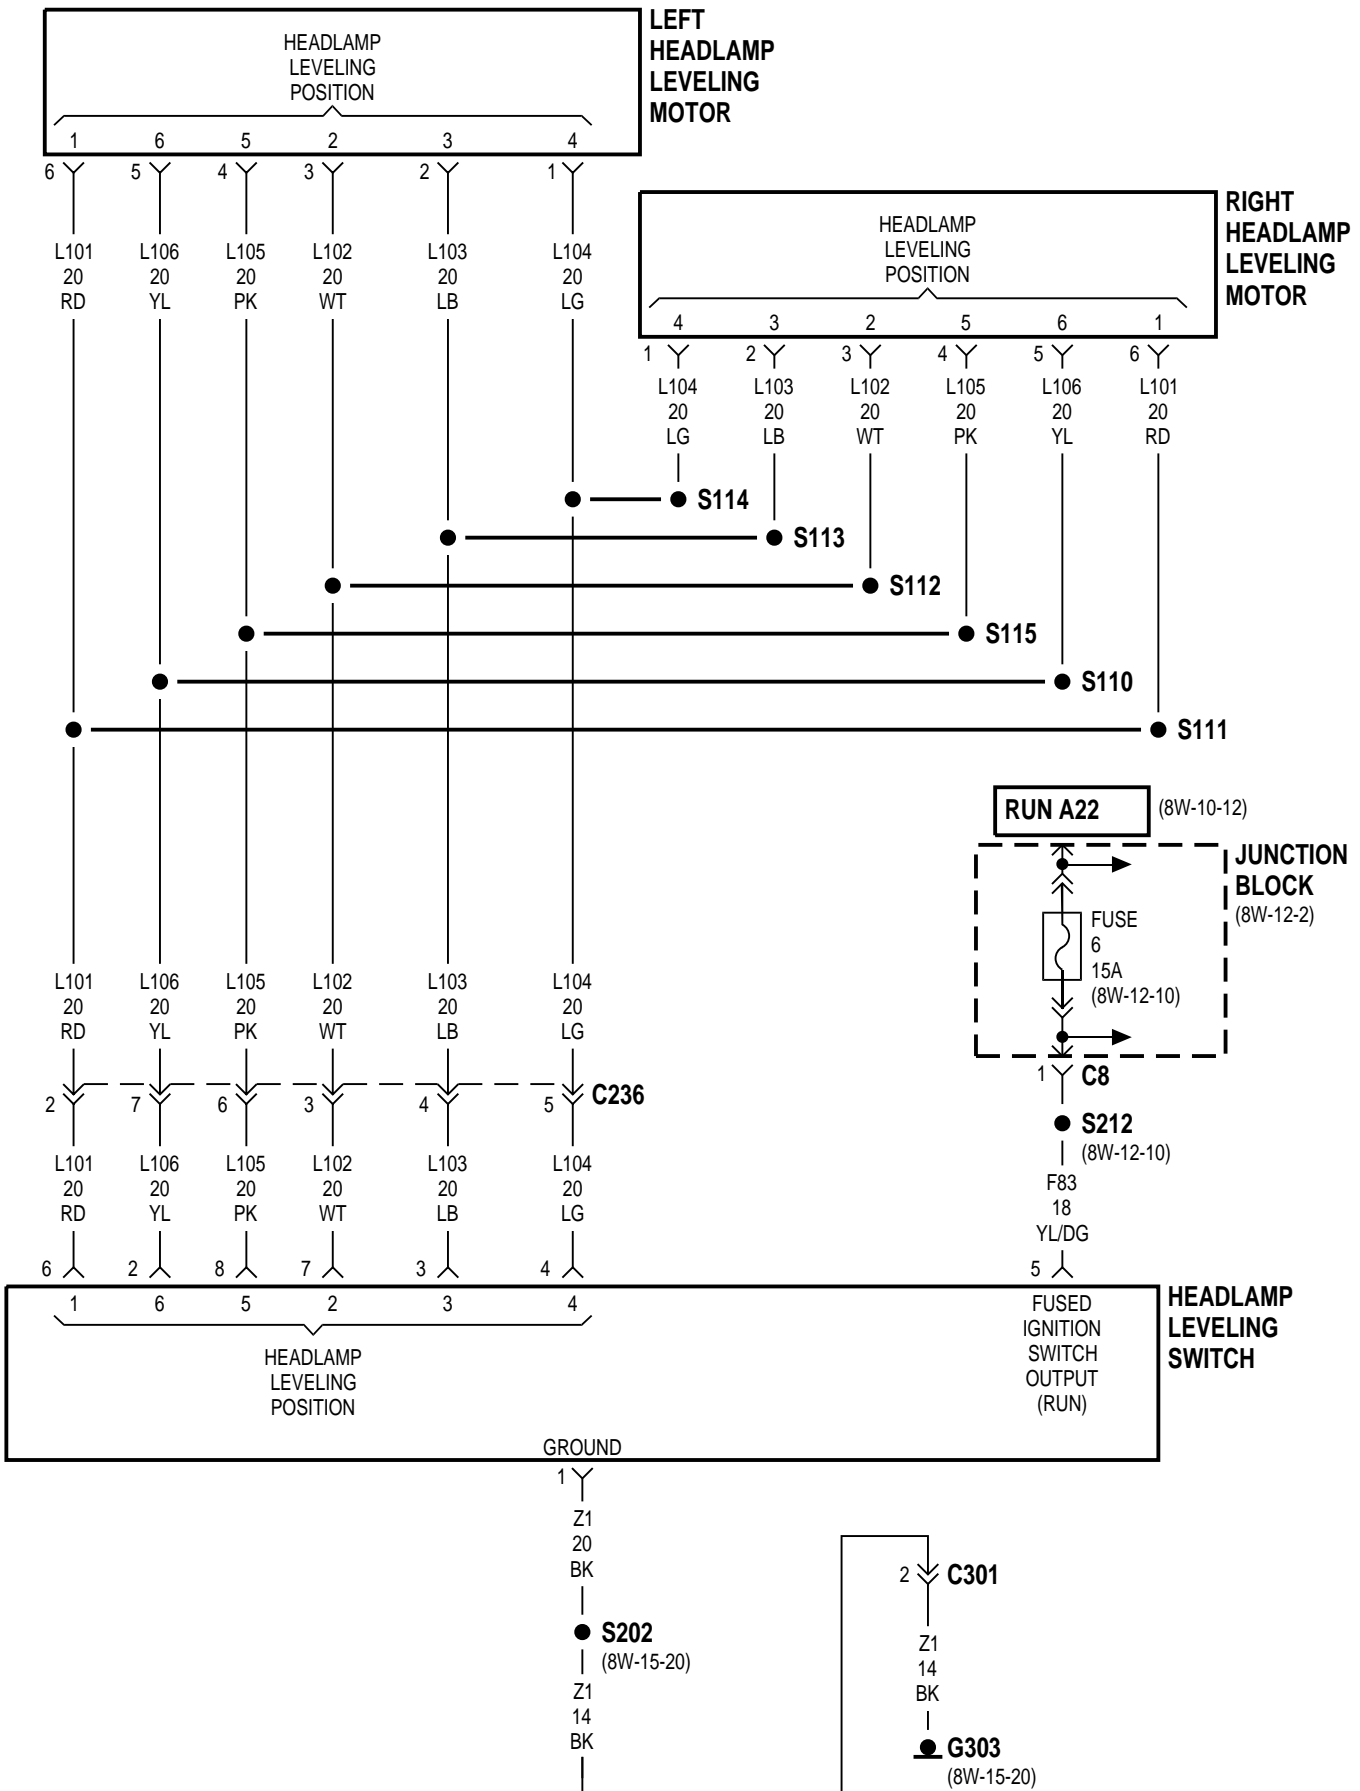 LEFT
HEADLAMP
LEVELING
MOTOR
HEADLAMP
LEVELING
POSITION
1 6 5 2 3 4
6 5 4 3 2 1
L101 L106 L105 L102 L103 L104
20 20 20 20 20 20
RD YL PK WT LB LG
RIGHT
HEADLAMP
LEVELING
MOTOR
HEADLAMP
LEVELING
POSITION
4 3 2 5 6 1
1 2 3 4 5 6
L104 L103 L102 L105 L106 L101
20 20 20 20 20 20
LG LB WT PK YL RD
S114
S113
S112
S115
S110
S111
RUN A22 (8W-10-12)
JUNCTION
BLOCK
(8W-12-2)
FUSE
6
15A
(8W-12-10)
1 C8
S212
(8W-12-10)
F83
18
YL/DG
5
L101 L106 L105 L102 L103 L104
20 20 20 20 20 20
RD YL PK WT LB LG
2 7 6 3 4 5 C236
L101 L106 L105 L102 L103 L104
20 20 20 20 20 20
RD YL PK WT LB LG
6 2 8 7 3 4
1 6 5 2 3 4
HEADLAMP
LEVELING
POSITION
FUSED
IGNITION
SWITCH
OUTPUT
(RUN)
HEADLAMP
LEVELING
SWITCH
GROUND
1
Z1
20
BK
S202
(8W-15-20)
Z1
14
BK
2 C301
Z1
14
BK
G303
(8W-15-20)